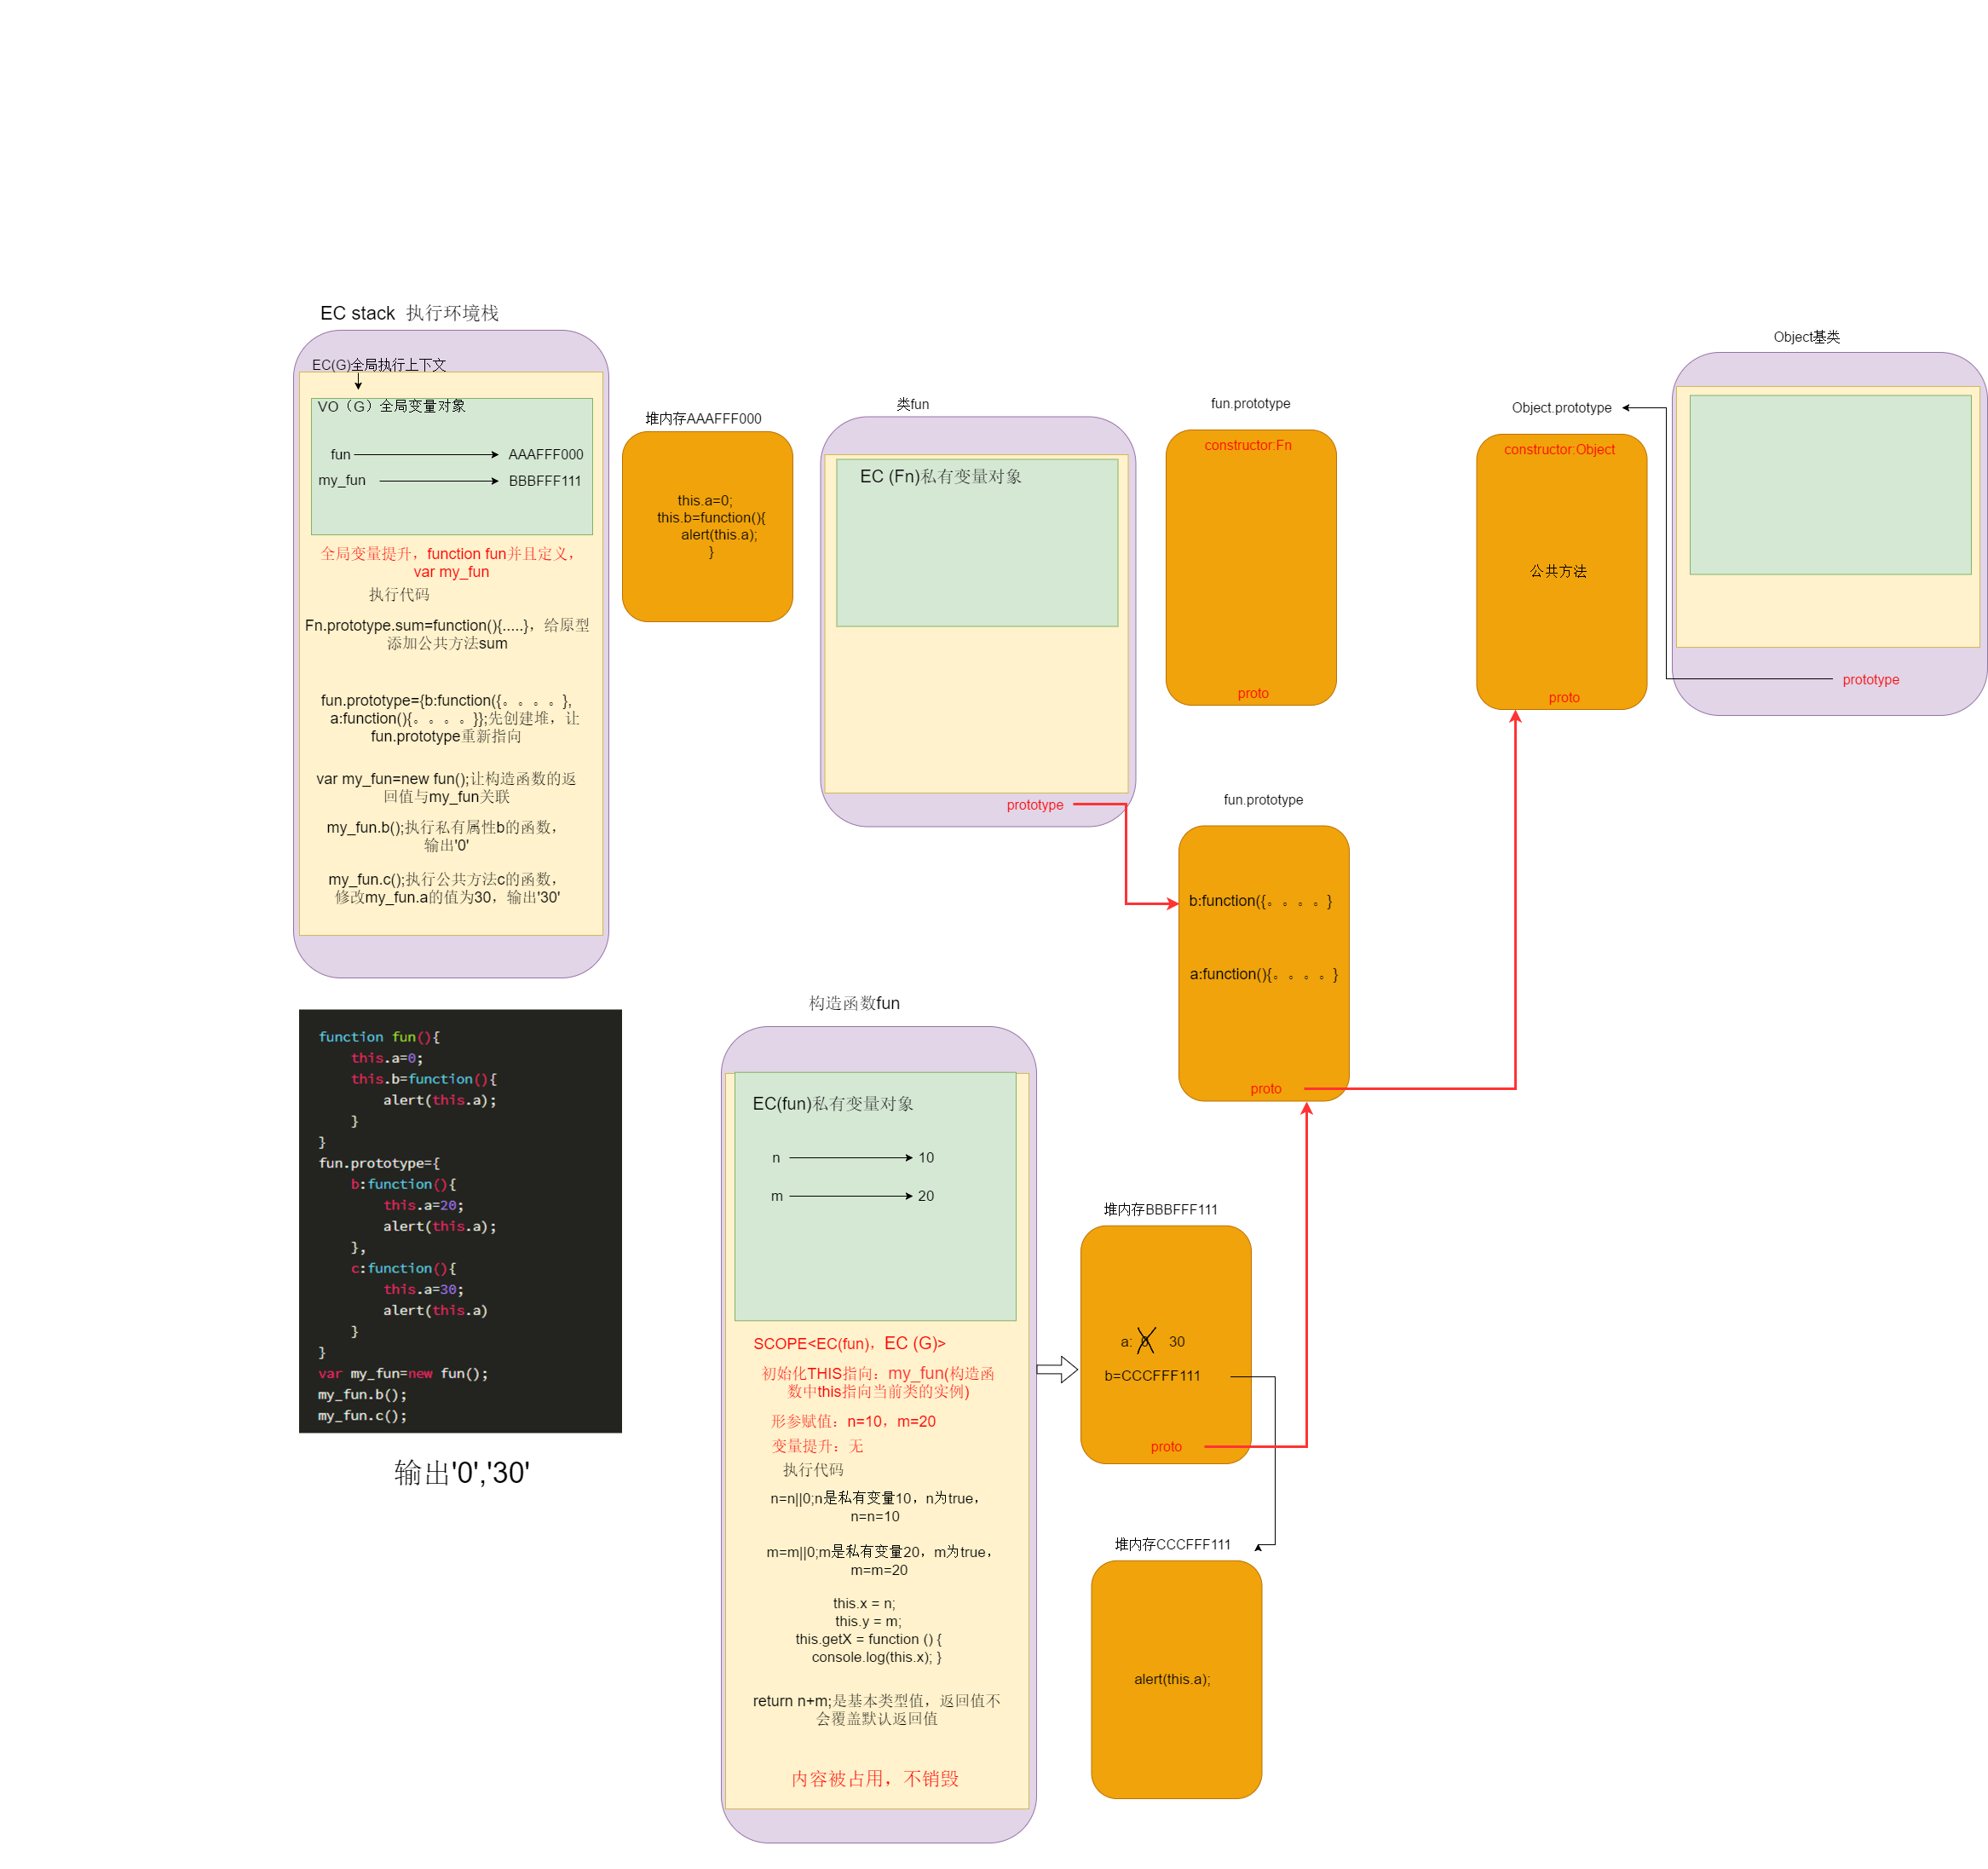 EC stack  执行环境栈
EC(G)全局执行上下文
VO（G）全局变量对象
fun
AAAFFF000
my_fun
BBBFFF111
全局变量提升，function fun并且定义，
var my_fun
执行代码
Fn.prototype.sum=function(){.....}，给原型
添加公共方法sum
fun.prototype={b:function({。。。。},
a:function(){。。。。}};先创建堆，让
fun.prototype重新指向
var my_fun=new fun();让构造函数的返
回值与my_fun关联
my_fun.b();执行私有属性b的函数，
输出'0'
my_fun.c();执行公共方法c的函数，
修改my_fun.a的值为30，输出'30'
堆内存AAAFFF000
this.a=0;
this.b=function(){
alert(this.a);
}
类fun
EC (Fn)私有变量对象
prototype
fun.prototype
constructor:Fn
proto
Object.prototype
constructor:Object
公共方法
proto
Object基类
prototype
fun.prototype
b:function({。。。。}
a:function(){。。。。}
proto
function fun(){
    this.a=0;
    this.b=function(){
        alert(this.a);
    }
}
fun.prototype={
    b:function(){
        this.a=20;
        alert(this.a);
    },
    c:function(){
        this.a=30;
        alert(this.a)
    }
}
var my_fun=new fun();
my_fun.b();
my_fun.c();
输出'0','30'
构造函数fun
EC(fun)私有变量对象
n
10
m
20
SCOPE<EC(fun)，EC (G)>
初始化THIS指向：my_fun(构造函
数中this指向当前类的实例)
形参赋值：n=10，m=20
变量提升：无
执行代码
n=n||0;n是私有变量10，n为true，
n=n=10
m=m||0;m是私有变量20，m为true，
m=m=20
this.x = n;
this.y = m;
this.getX = function () {
console.log(this.x); }
return n+m;是基本类型值，返回值不
会覆盖默认返回值
内容被占用，不销毁
堆内存BBBFFF111
a:  0    30
b=CCCFFF111
proto
堆内存CCCFFF111
alert(this.a);